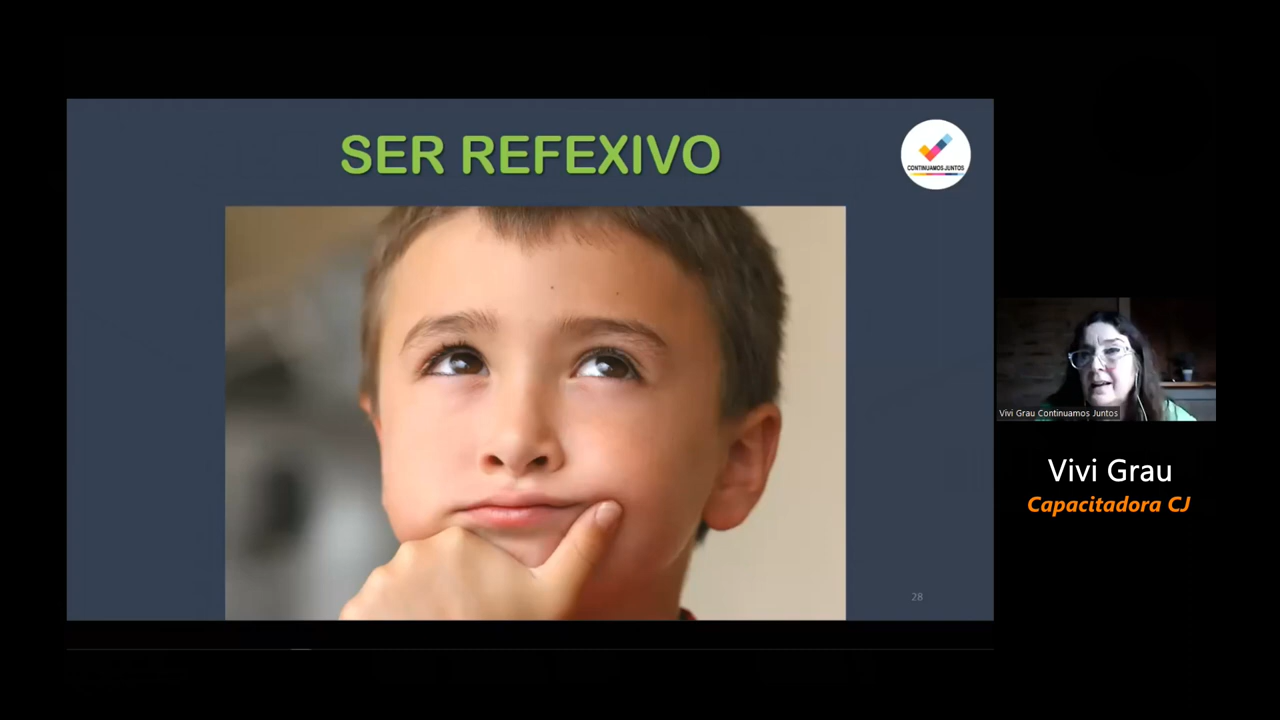 SER REFEXIVO
CONTINUAMOS JUNTOS
28
Vivi Grau Continuamos Juntos
Vivi Grau
Capacitadora CJ